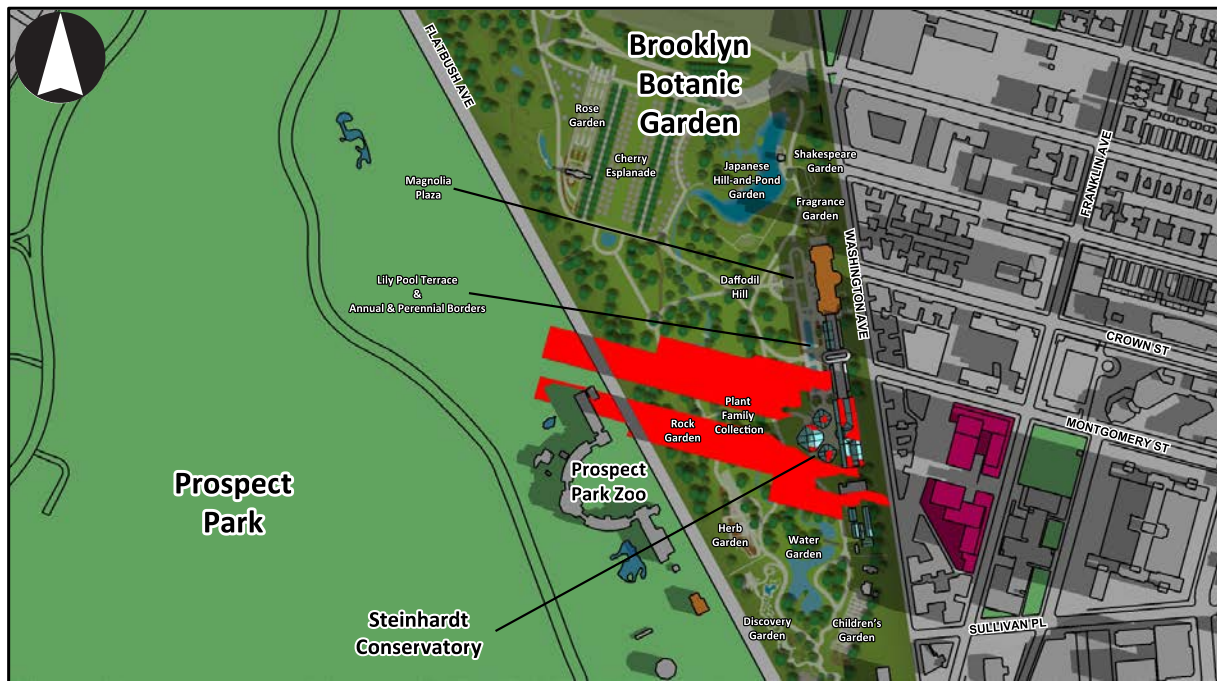 FLATBUSH AVE
Brooklyn
Botanic
Garden
Rose
Garden
Cherry
Esplanade
Japanese
Hill-and-Pond
Garden
Shakespeare
Garden
FRANKLIN AVE
Magnolia
Plaza
Fragrance
Garden
WASHINGTON AVE
Lily Pool Terrace
&
Annual & Perennial Borders
Daffodil
Hill
CROWN ST
Plant
Family
Collection
Rock
Garden
MONTGOMERY ST
Prospect
Park
Prospect
Park Zoo
Herb
Garden
Water
Garden
Steinhardt
Conservatory
Discovery
Garden
Children's
Garden
SULLIVAN PL